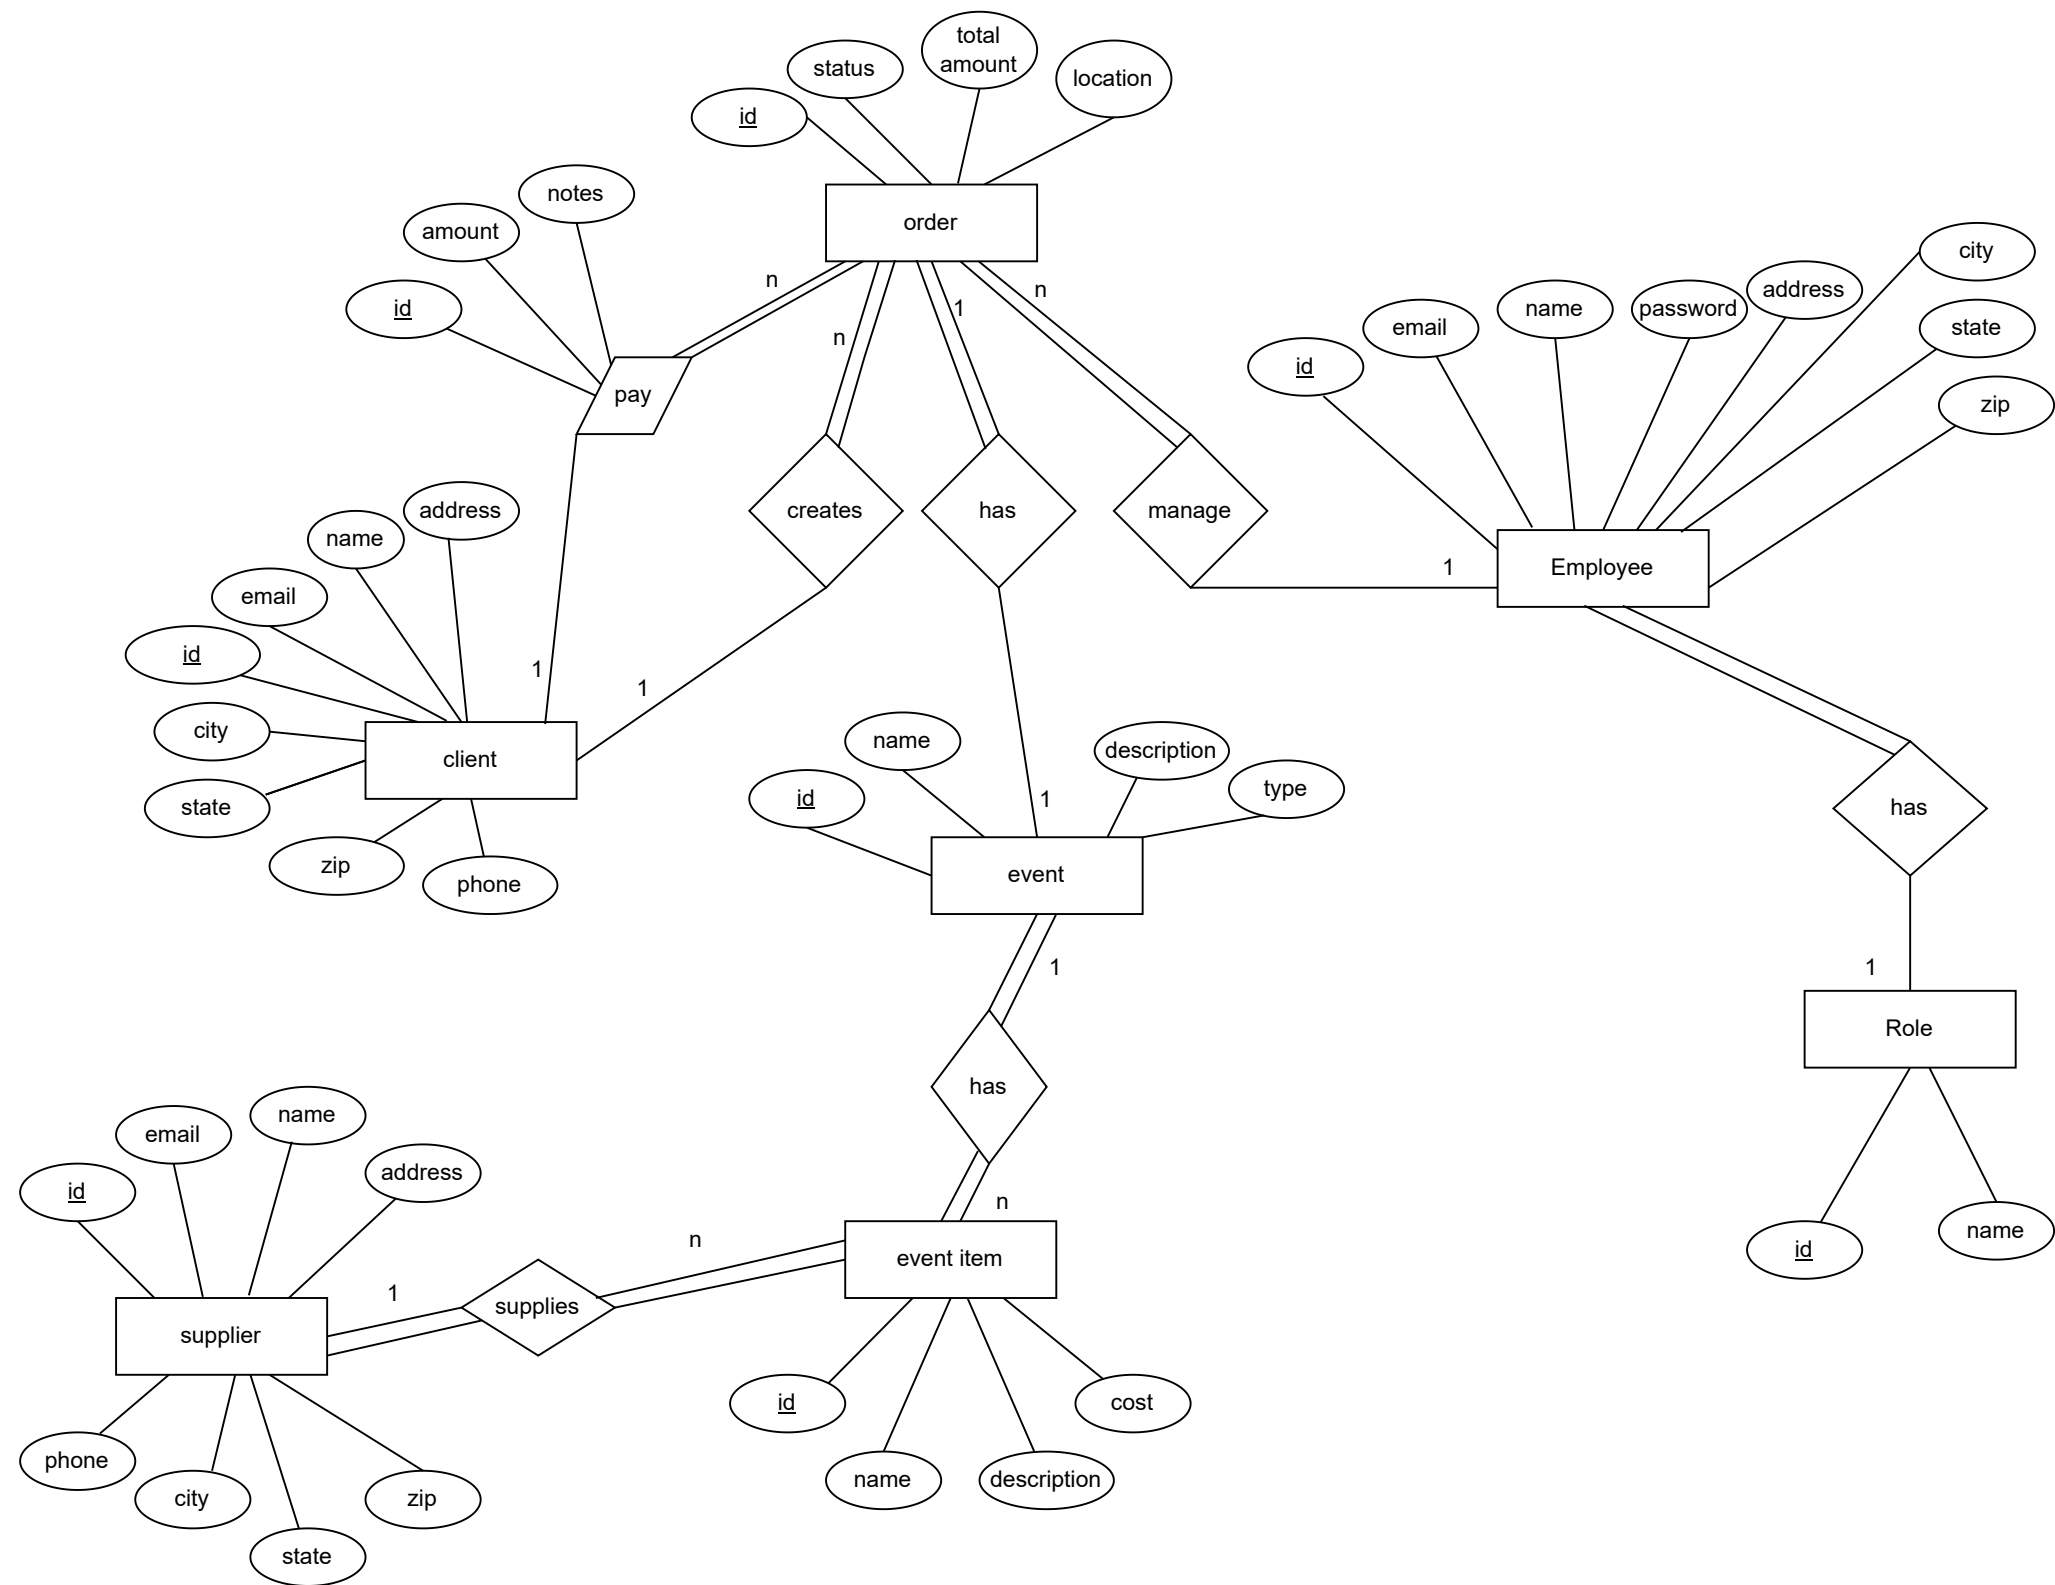 total
amount
status
location
id
notes
order
amount
city
n
n
address
id
1
name
password
email
state
n
id
pay
zip
address
creates
has
manage
name
1
Employee
email
id
1
1
city
name
description
client
type
id
1
state
has
zip
event
phone
1
1
Role
has
name
email
address
id
n
name
n
id
event item
1
supplies
supplier
id
cost
phone
name
description
city
zip
state